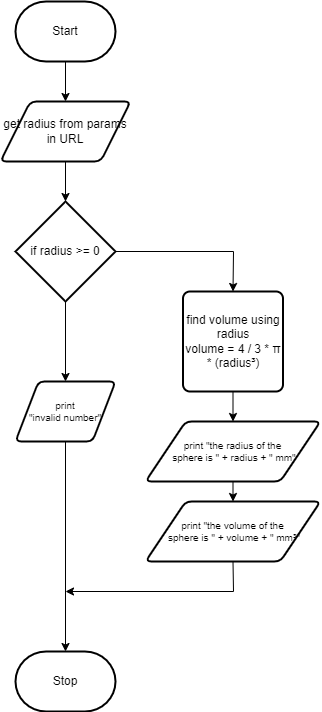 Start
get radius from params
in URL
if radius >= 0
find volume using
radius
volume = 4 / 3 * π
* (radius³)
print
"invalid number"
print "the radius of the
sphere is " + radius + " mm"
print "the volume of the
sphere is " + volume + " mm³"
Stop